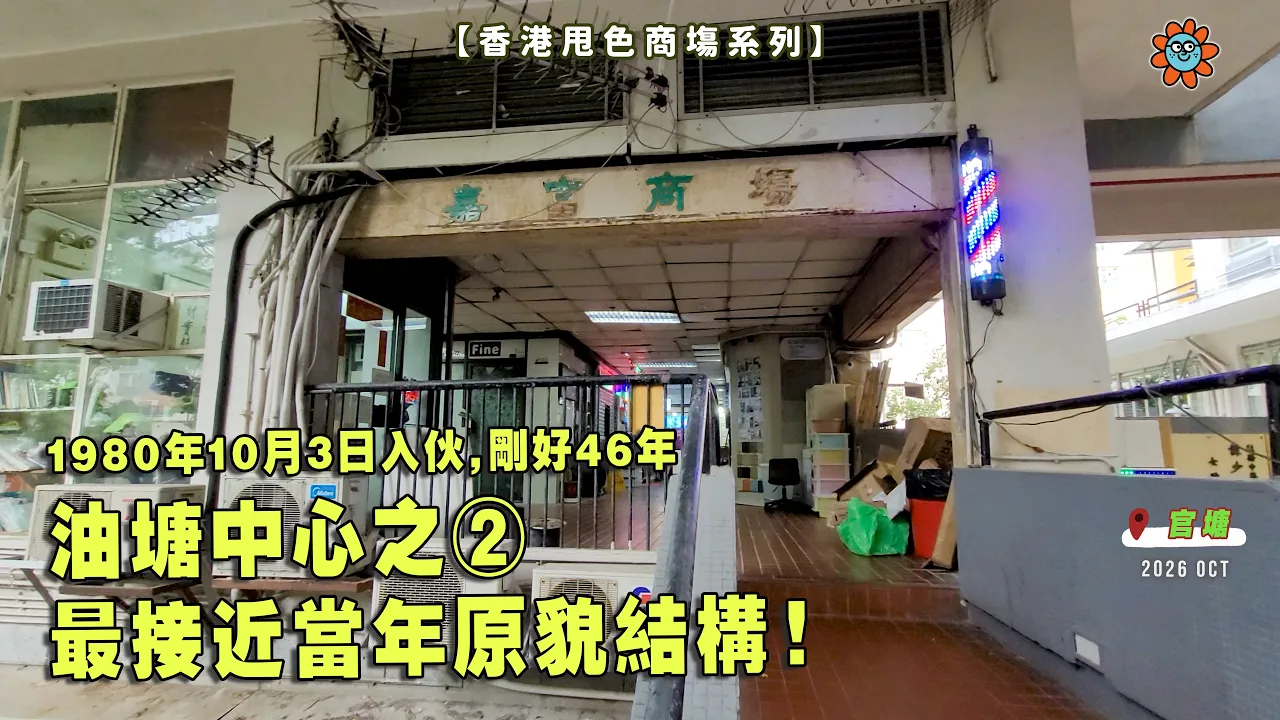 【香港甩色商場系列】
嘉富商場
Fine
1980年10月3日入伙,剛好46年
油塘中心之②
最接近當年原貌結構!
官塘
2026 OCT